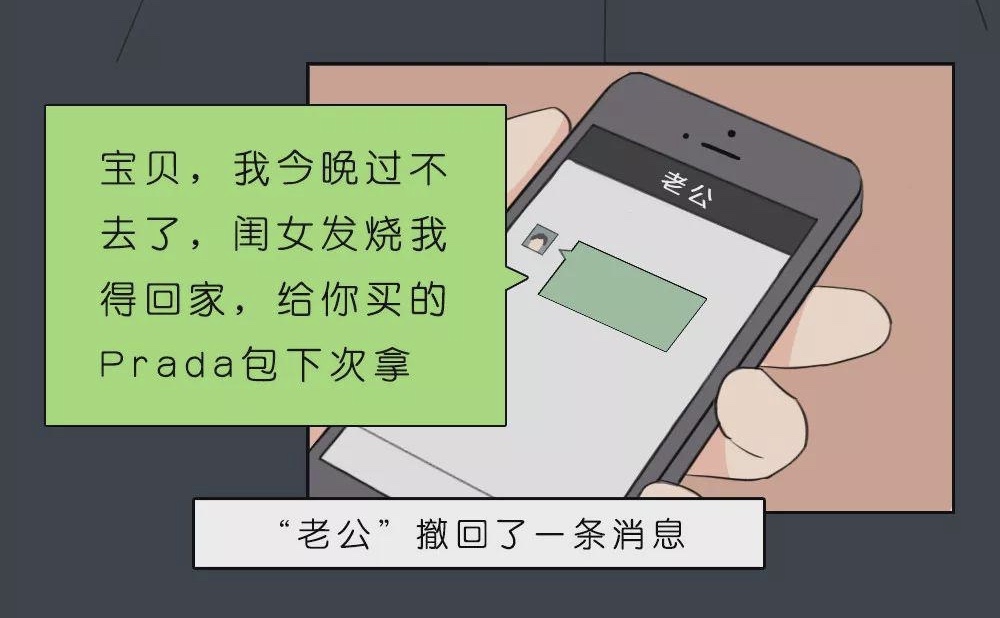 老公
宝贝，我今晚过不
去了，闺女发烧我
得回家，给你买的
Prada包下次拿
“老公”撤回了一条消息